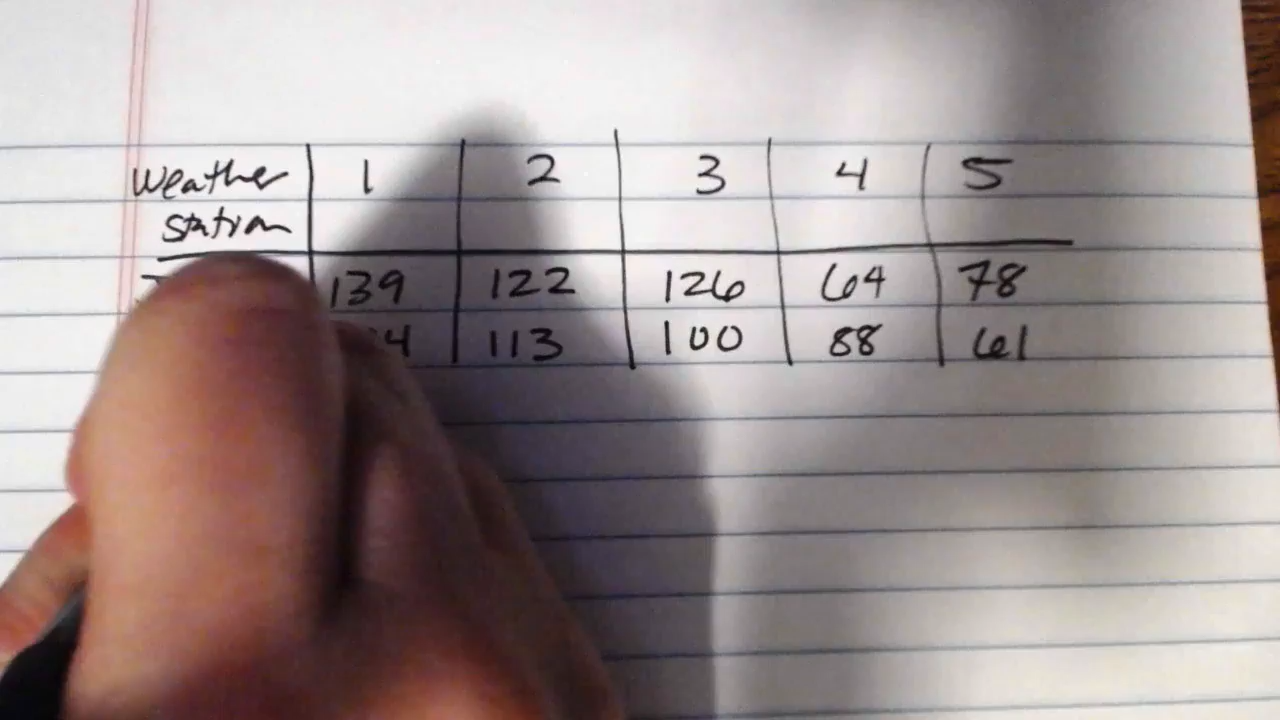 Weather 1 2 3 4 5
station
139 122 126 64 78
113 100 88 61